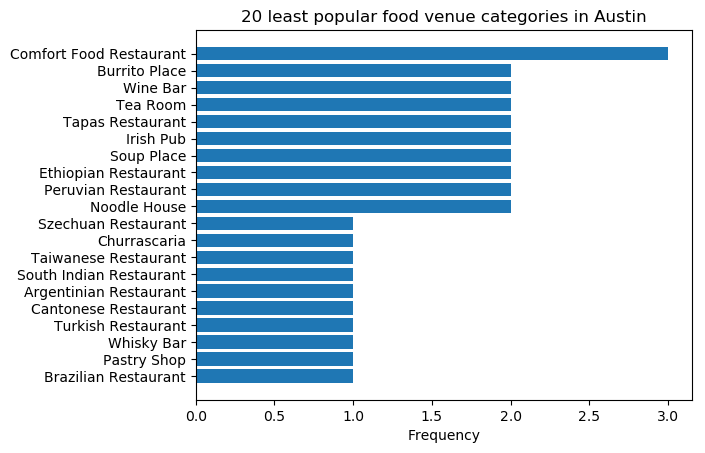 20 least popular food venue categories in Austin
Comfort Food Restaurant
Burrito Place
Wine Bar
Tea Room
Tapas Restaurant
Irish Pub
Soup Place
Ethiopian Restaurant
Peruvian Restaurant
Noodle House
Szechuan Restaurant
Churrascaria
Taiwanese Restaurant
South Indian Restaurant
Argentinian Restaurant
Cantonese Restaurant
Turkish Restaurant
Whisky Bar
Pastry Shop
Brazilian Restaurant
0.0 0.5 1.0 1.5 2.0 2.5 3.0
Frequency